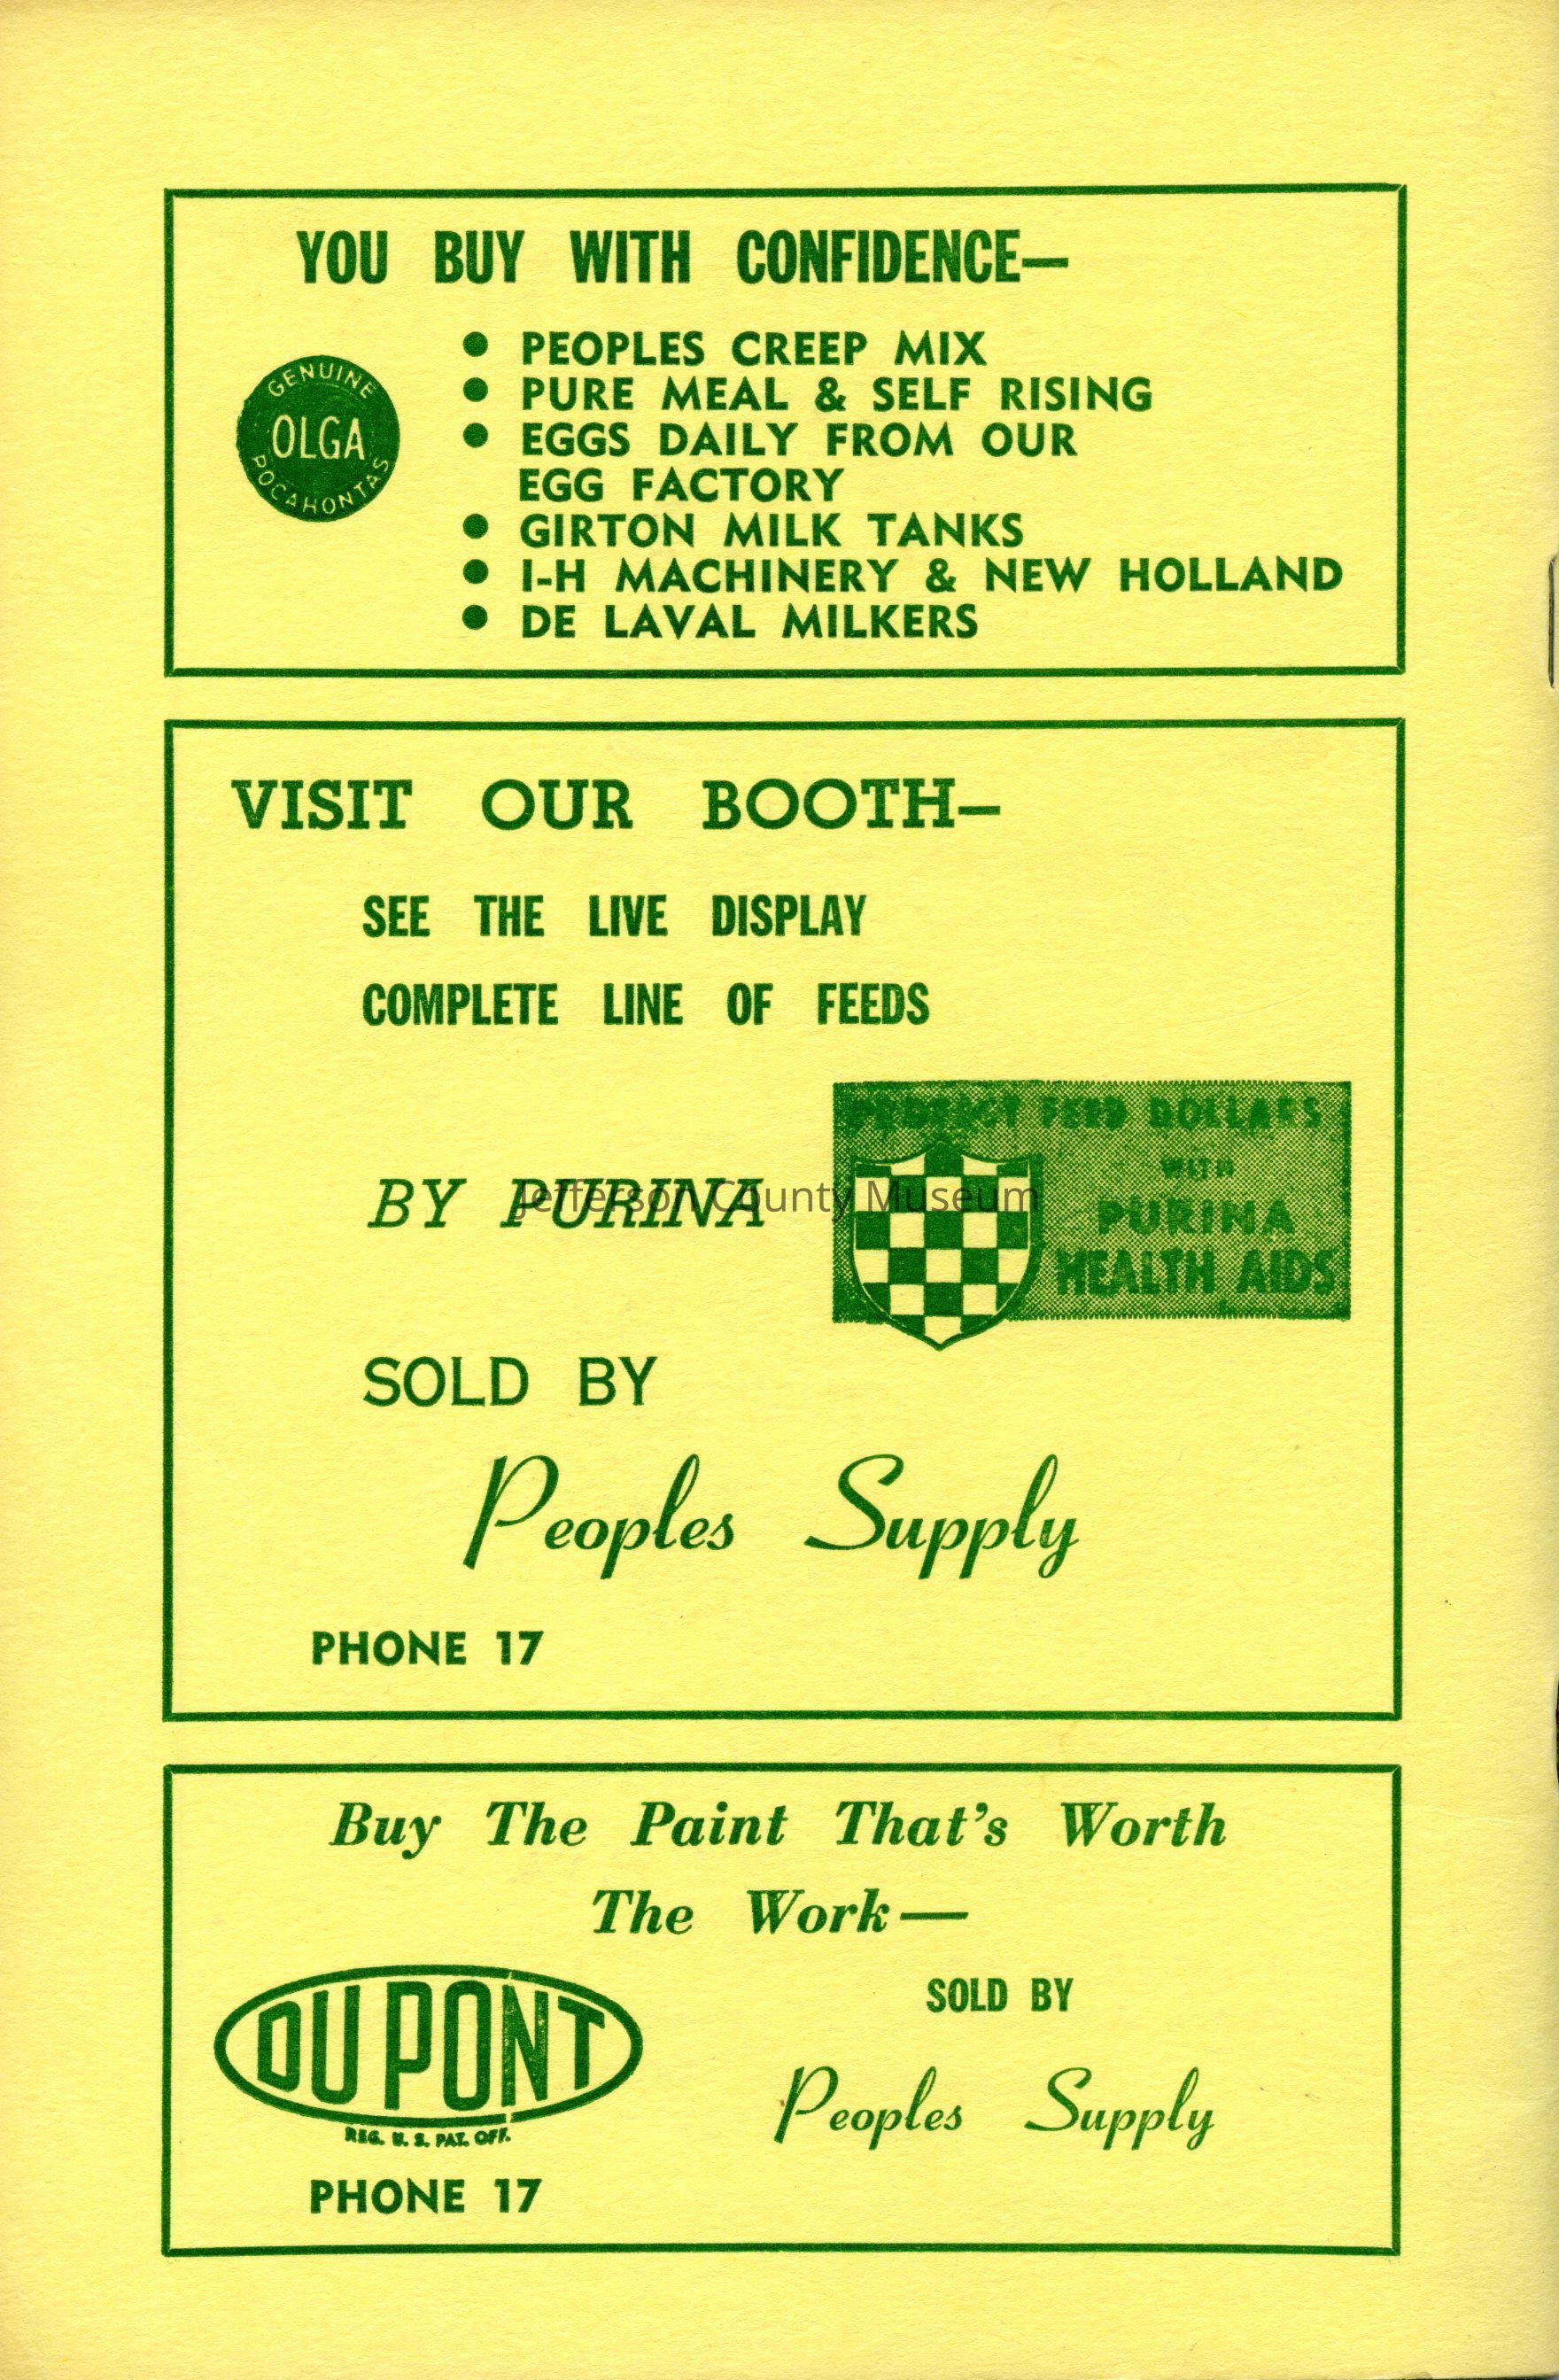 YOU BUY WITH CONFIDENCE—
GENUINE
OLGA
POCAHONTAS
• PEOPLES CREEP MIX
• PURE MEAL & SELF RISING
• EGGS DAILY FROM OUR
EGG FACTORY
• GIRTON MILK TANKS
• I-H MACHINERY & NEW HOLLAND
• DE LAVAL MILKERS
VISIT OUR BOOTH—
SEE THE LIVE DISPLAY
COMPLETE LINE OF FEEDS
PROTECT FEED DOLLARS
WITH
PURINA
HEALTH AIDS
BY PURINA
Jefferson County Museum
SOLD BY
Peoples Supply
PHONE 17
Buy The Paint That's Worth
The Work—
DU PONT
REG. U. S. PAT. OFF.
SOLD BY
Peoples Supply
PHONE 17